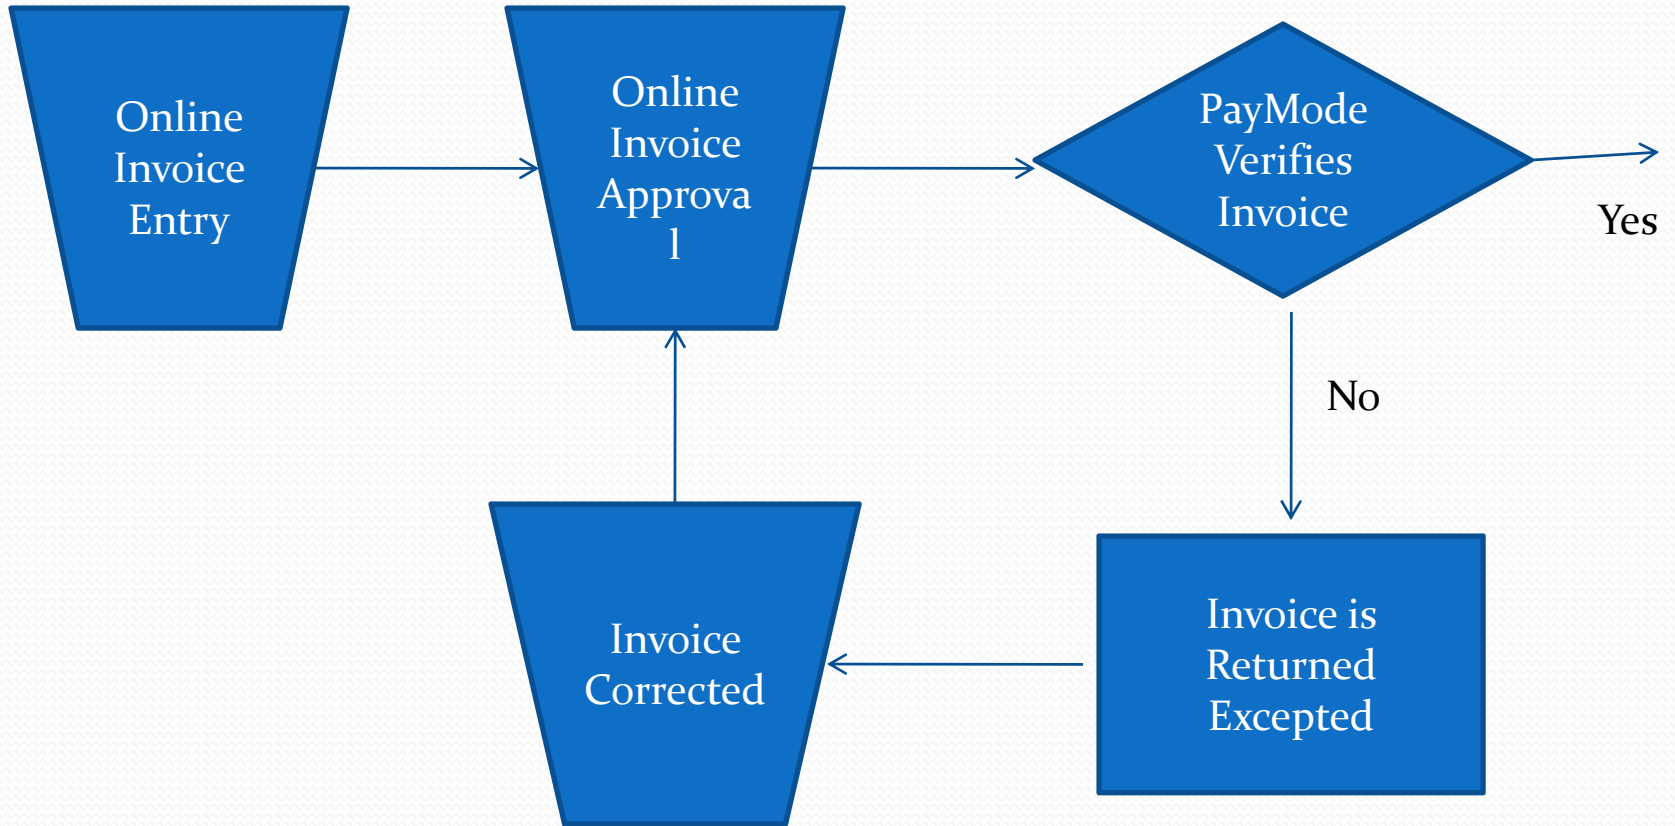 Online
Invoice
Entry
Online
Invoice
Approva
l
PayMode
Verifies
Invoice
Yes
No
Invoice is
Returned
Excepted
Invoice
Corrected